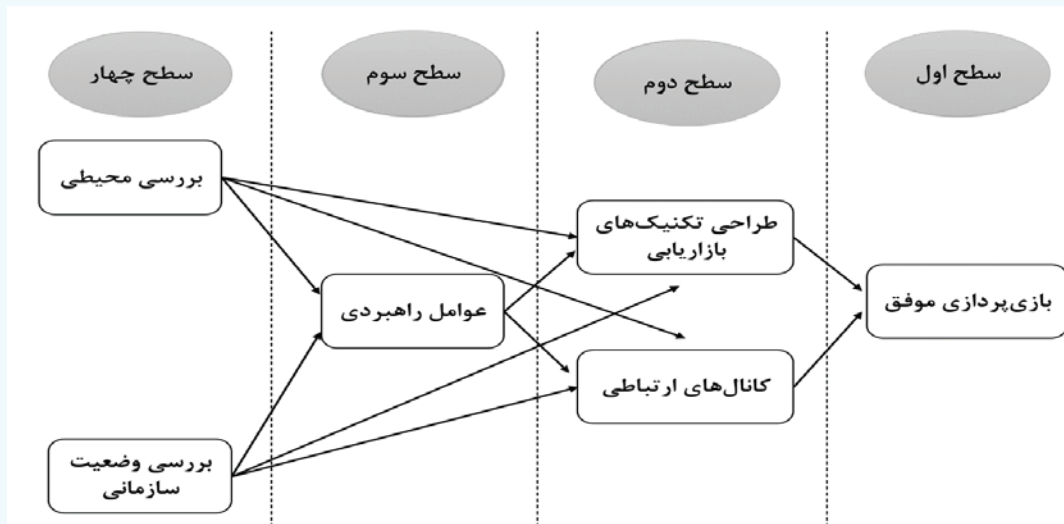 سطح اول
سطح دوم
سطح سوم
سطح چهار
بررسی محیطی
طراحی تکنیک‌های
بازاریابی
عوامل راهبردی
بازی‌پردازی موفق
کانال‌های ارتباطی
بررسی وضعیت
سازمانی